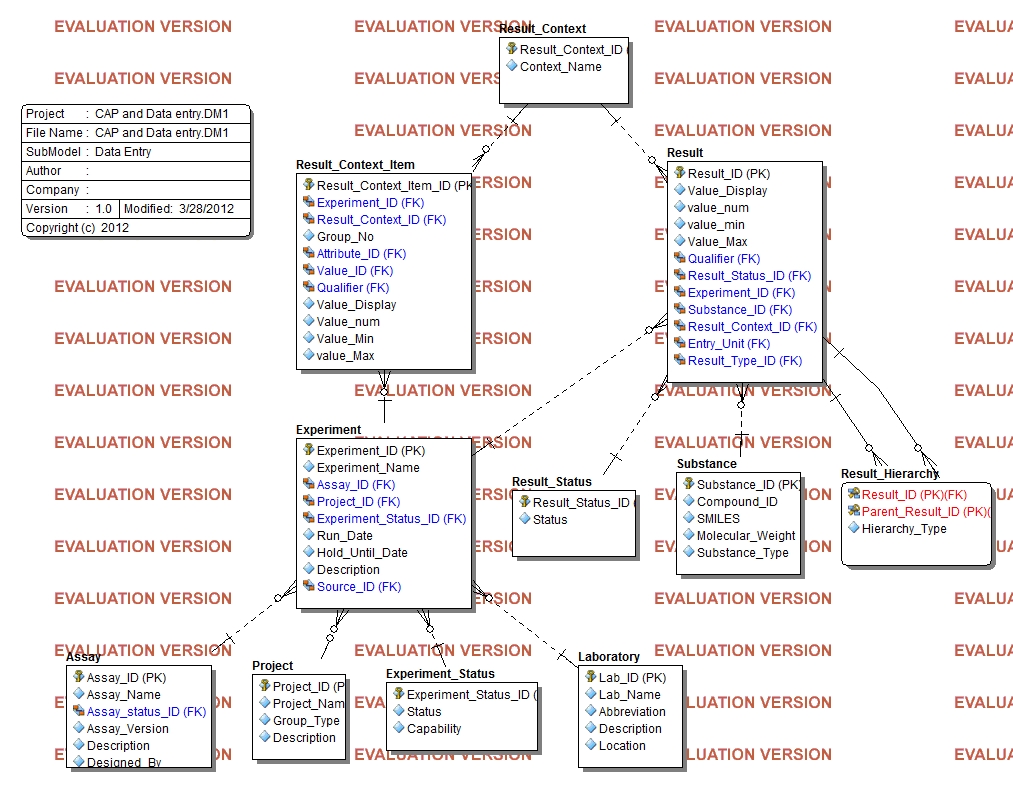 EVALUATION VERSION
Result_Context
Result_Context_ID (
Context_Name
Project : CAP and Data entry.DM1
File Name : CAP and Data entry.DM1
SubModel : Data Entry
Author :
Company :
Version : 1.0 Modified: 3/28/2012
Copyright (c) 2012
Result_Context_Item
Result_Context_Item_ID (PK
Experiment_ID (FK)
Result_Context_ID (FK)
Group_No
Attribute_ID (FK)
Value_ID (FK)
Qualifier (FK)
Value_Display
Value_num
Value_Min
value_Max
Result
Result_ID (PK)
Value_Display
value_num
value_min
Value_Max
Qualifier (FK)
Result_Status_ID (FK)
Experiment_ID (FK)
Substance_ID (FK)
Result_Context_ID (FK)
Entry_Unit (FK)
Result_Type_ID (FK)
Experiment
Experiment_ID (PK)
Experiment_Name
Assay_ID (FK)
Project_ID (FK)
Experiment_Status_ID (FK)
Run_Date
Hold_Until_Date
Description
Source_ID (FK)
Result_Status
Result_Status_ID (
Status
Substance
Substance_ID (PK)
Compound_ID
SMILES
Molecular_Weight
Substance_Type
Result_Hierarchy
Result_ID (PK)(FK)
Parent_Result_ID (PK)(
Hierarchy_Type
Assay
Assay_ID (PK)
Assay_Name
Assay_status_ID (FK)
Assay_Version
Description
Designed_By
Project
Project_ID (P
Project_Nam
Group_Type
Description
Experiment_Status
Experiment_Status_ID (
Status
Capability
Laboratory
Lab_ID (PK)
Lab_Name
Abbreviation
Description
Location